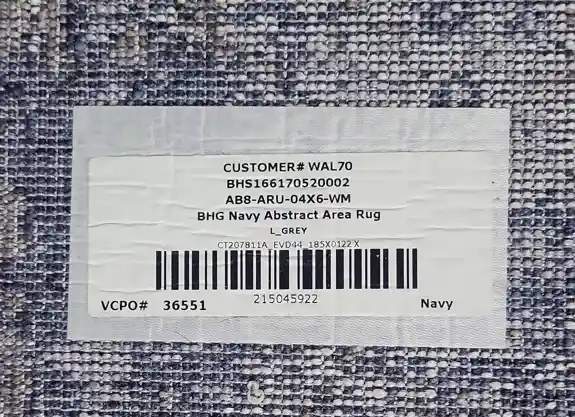 CUSTOMER# WAL70
BHS166170520002
AB8-ARU-04X6-WM
BHG Navy Abstract Area Rug
L_GREY
CT207811A_EVD44_185X0122 X
215045922
VCPO# 36551 Navy